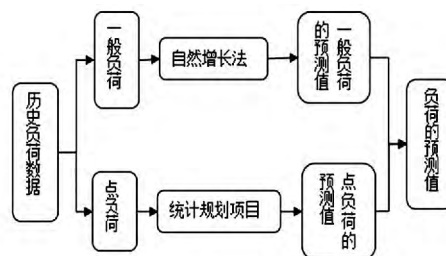 历史负荷数据
一般负荷
自然增长法
一般负荷
的预测值
点负荷
统计规划项目
点负荷的
预测值
负荷的预测值